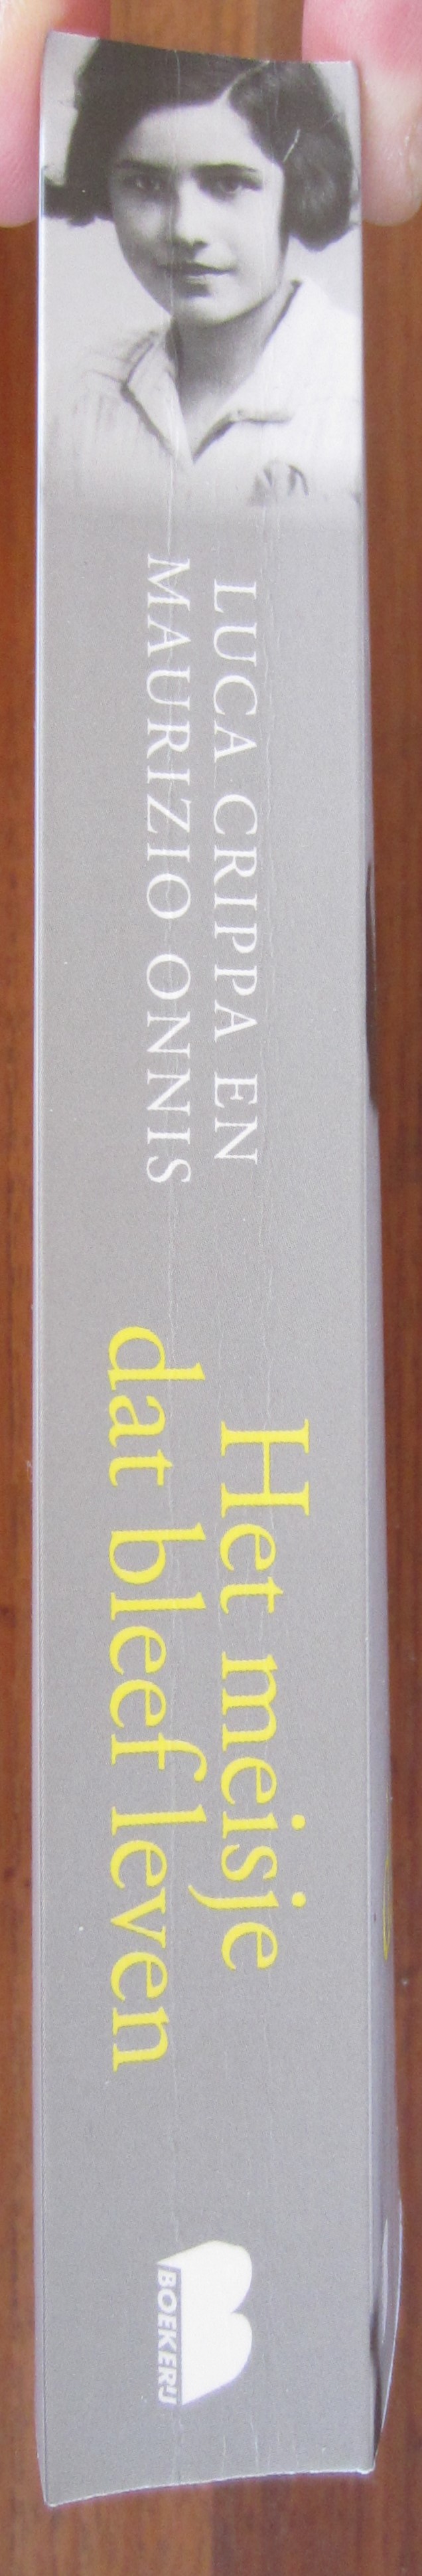 LUCA CRIPPA EN
MAURIZIO ONNIS
Het meisje
dat bleef leven
BOEKERIJ